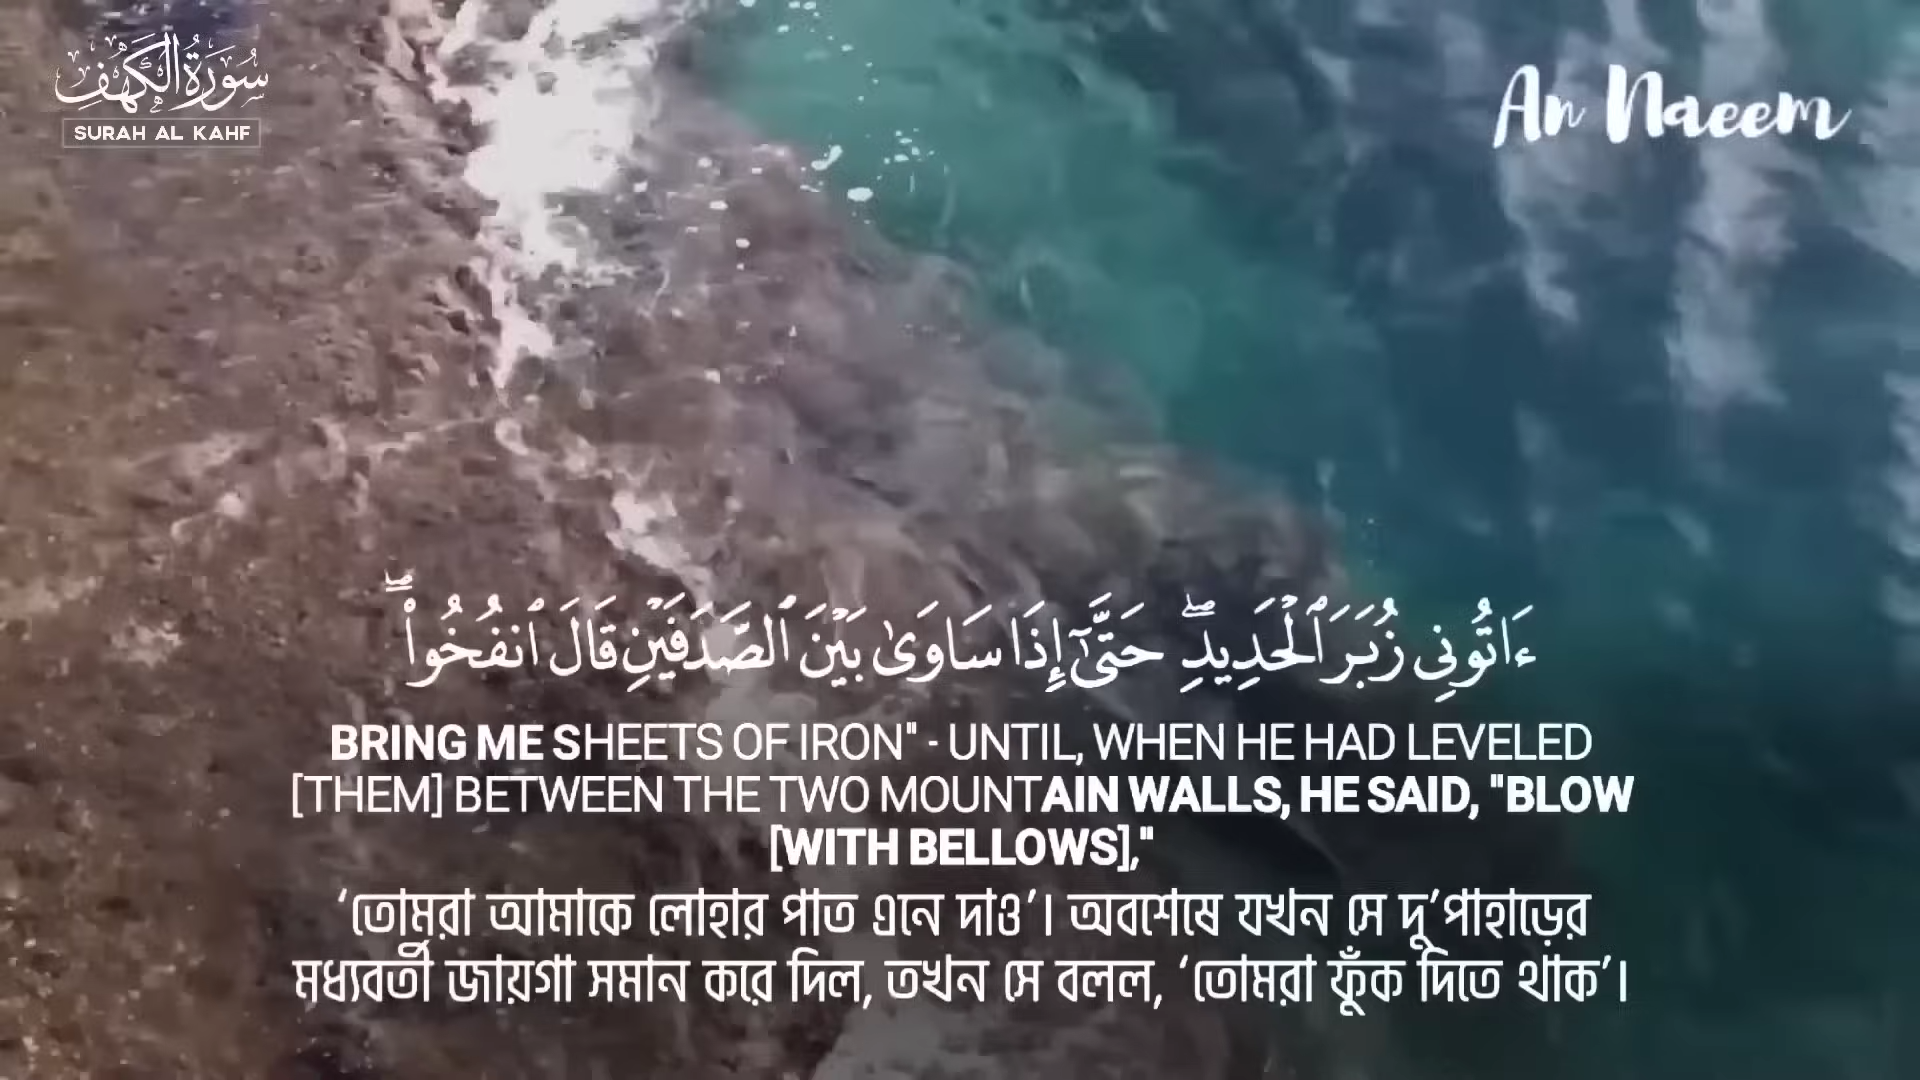 سُورَةُ الْكَهْفِ
SURAH AL KAHF
An Naeem
ءَاتُونِى زُبَرَ ٱلْحَدِيدِ ۖ حَتَّىٰٓ إِذَا سَاوَىٰ بَيْنَ ٱلصَّدَفَيْنِ قَالَ ٱنفُخُوا۟ ۖ
BRING ME SHEETS OF IRON" - UNTIL, WHEN HE HAD LEVELED
[THEM] BETWEEN THE TWO MOUNTAIN WALLS, HE SAID, "BLOW
[WITH BELLOWS],"
‘তোমরা আমাকে লোহার পাত এনে দাও’। অবশেষে যখন সে দু’পাহাড়ের
মধ্যবর্তী জায়গা সমান করে দিল, তখন সে বলল, ‘তোমরা ফুঁক দিতে থাক’।